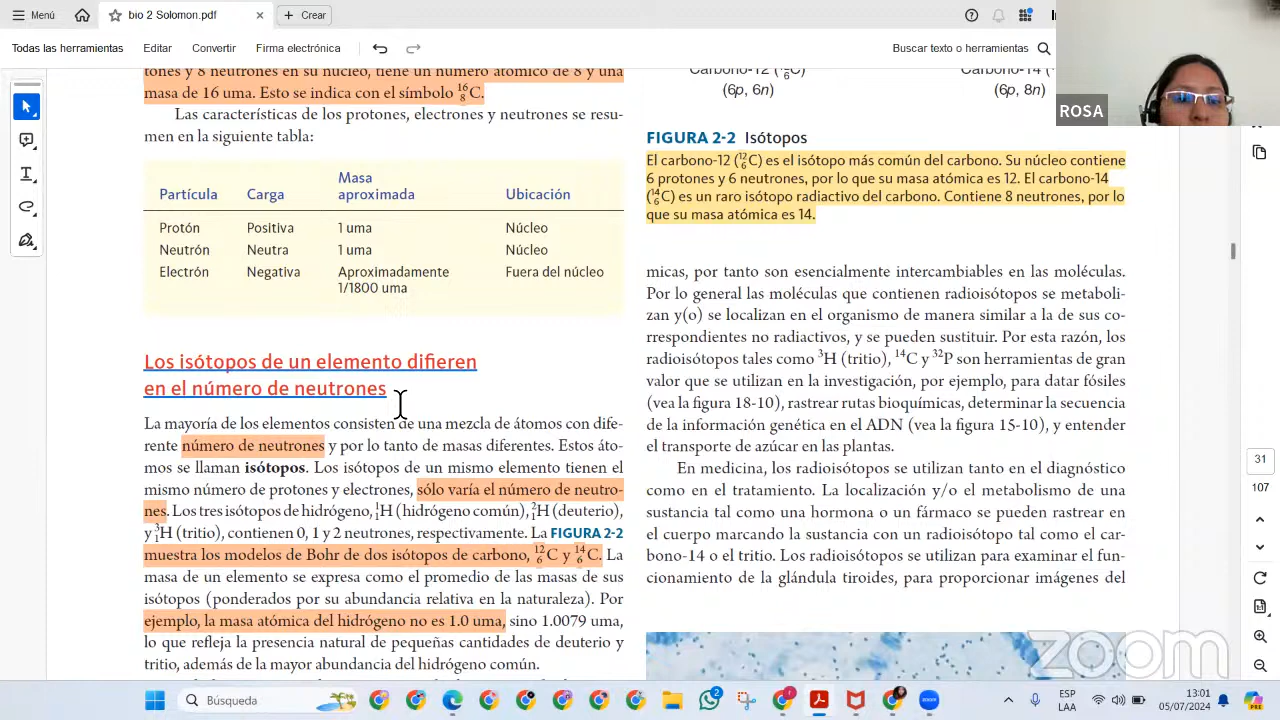 Menú
bio 2 Solomon.pdf
Crear
Todas las herramientas
Editar
Convertir
Firma electrónica
Buscar texto o herramientas
ROSA
tones y 8 neutrones en su núcleo, tiene un número atómico de 8 y una
masa de 16 uma. Esto se indica con el símbolo ¹⁶₈C.
Las características de los protones, electrones y neutrones se resu-
men en la siguiente tabla:
Partícula Carga Masa aproximada Ubicación
Protón Positiva 1 uma Núcleo
Neutrón Neutra 1 uma Núcleo
Electrón Negativa Aproximadamente Fuera del núcleo
1/1800 uma
Los isótopos de un elemento difieren
en el número de neutrones
La mayoría de los elementos consisten de una mezcla de átomos con dife-
rente número de neutrones y por lo tanto de masas diferentes. Estos áto-
mos se llaman isótopos. Los isótopos de un mismo elemento tienen el
mismo número de protones y electrones, sólo varía el número de neutro-
nes. Los tres isótopos de hidrógeno, ¹₁H (hidrógeno común), ²₁H (deuterio),
y ³₁H (tritio), contienen 0, 1 y 2 neutrones, respectivamente. La FIGURA 2-2
muestra los modelos de Bohr de dos isótopos de carbono, ¹²₆C y ¹⁴₆C. La
masa de un elemento se expresa como el promedio de las masas de sus
isótopos (ponderados por su abundancia relativa en la naturaleza). Por
ejemplo, la masa atómica del hidrógeno no es 1.0 uma, sino 1.0079 uma,
lo que refleja la presencia natural de pequeñas cantidades de deuterio y
tritio, además de la mayor abundancia del hidrógeno común.
Carbono-12 (¹²₆C)
(6p, 6n)
Carbono-14 (
(6p, 8n)
FIGURA 2-2 Isótopos
El carbono-12 (¹²₆C) es el isótopo más común del carbono. Su núcleo contiene
6 protones y 6 neutrones, por lo que su masa atómica es 12. El carbono-14
(¹⁴₆C) es un raro isótopo radiactivo del carbono. Contiene 8 neutrones, por lo
que su masa atómica es 14.
micas, por tanto son esencialmente intercambiables en las moléculas.
Por lo general las moléculas que contienen radioisótopos se metaboli-
zan y(o) se localizan en el organismo de manera similar a la de sus co-
rrespondientes no radiactivos, y se pueden sustituir. Por esta razón, los
radioisótopos tales como ³H (tritio), ¹⁴C y ³²P son herramientas de gran
valor que se utilizan en la investigación, por ejemplo, para datar fósiles
(vea la figura 18-10), rastrear rutas bioquímicas, determinar la secuencia
de la información genética en el ADN (vea la figura 15-10), y entender
el transporte de azúcar en las plantas.
En medicina, los radioisótopos se utilizan tanto en el diagnóstico
como en el tratamiento. La localización y/o el metabolismo de una
sustancia tal como una hormona o un fármaco se pueden rastrear en
el cuerpo marcando la sustancia con un radioisótopo tal como el car-
bono-14 o el tritio. Los radioisótopos se utilizan para examinar el fun-
cionamiento de la glándula tiroides, para proporcionar imágenes del
31
107
zoom
Búsqueda
2
ESP
LAA
13:01
05/07/2024
PRE